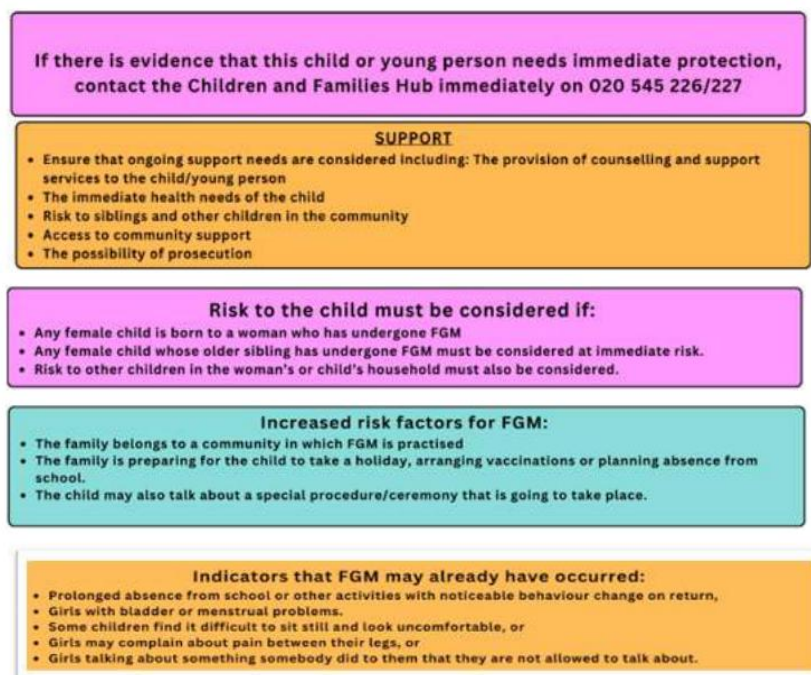 If there is evidence that this child or young person needs immediate protection,
contact the Children and Families Hub immediately on 020 545 226/227
SUPPORT
• Ensure that ongoing support needs are considered including: The provision of counselling and support
services to the child/young person
• The immediate health needs of the child
• Risk to siblings and other children in the community
• Access to community support
• The possibility of prosecution
Risk to the child must be considered if:
• Any female child is born to a woman who has undergone FGM
• Any female child whose older sibling has undergone FGM must be considered at immediate risk.
• Risk to other children in the woman's or child's household must also be considered.
Increased risk factors for FGM:
• The family belongs to a community in which FGM is practised
• The family is preparing for the child to take a holiday, arranging vaccinations or planning absence from
school.
• The child may also talk about a special procedure/ceremony that is going to take place.
Indicators that FGM may already have occurred:
• Prolonged absence from school or other activities with noticeable behaviour change on return,
• Girls with bladder or menstrual problems.
• Some children find it difficult to sit still and look uncomfortable, or
• Girls may complain about pain between their legs, or
• Girls talking about something somebody did to them that they are not allowed to talk about.